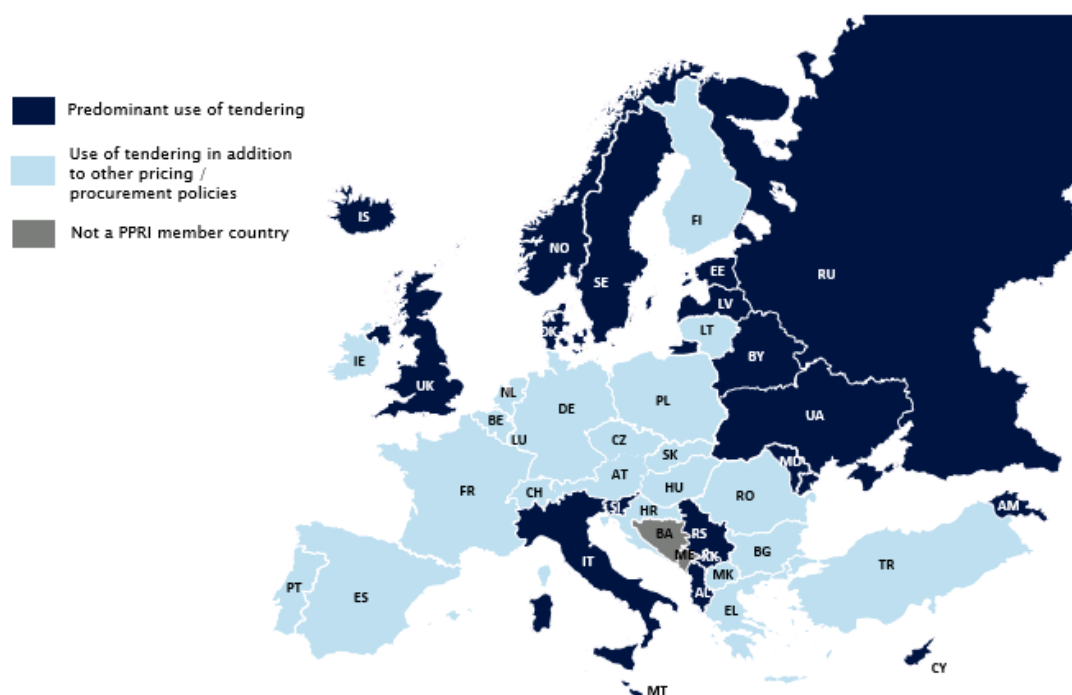 Predominant use of tendering
Use of tendering in addition
to other pricing /
procurement policies
Not a PPRI member country
IS
NO
SE
FI
RU
EE
LV
LT
DK
BY
IE
UK
NL
BE
LU
DE
PL
UA
CZ
SK
MD
AT
HU
RO
FR
CH
SI
HR
BA
RS
ME
XK
BG
AM
IT
MK
AL
EL
TR
PT
ES
CY
MT